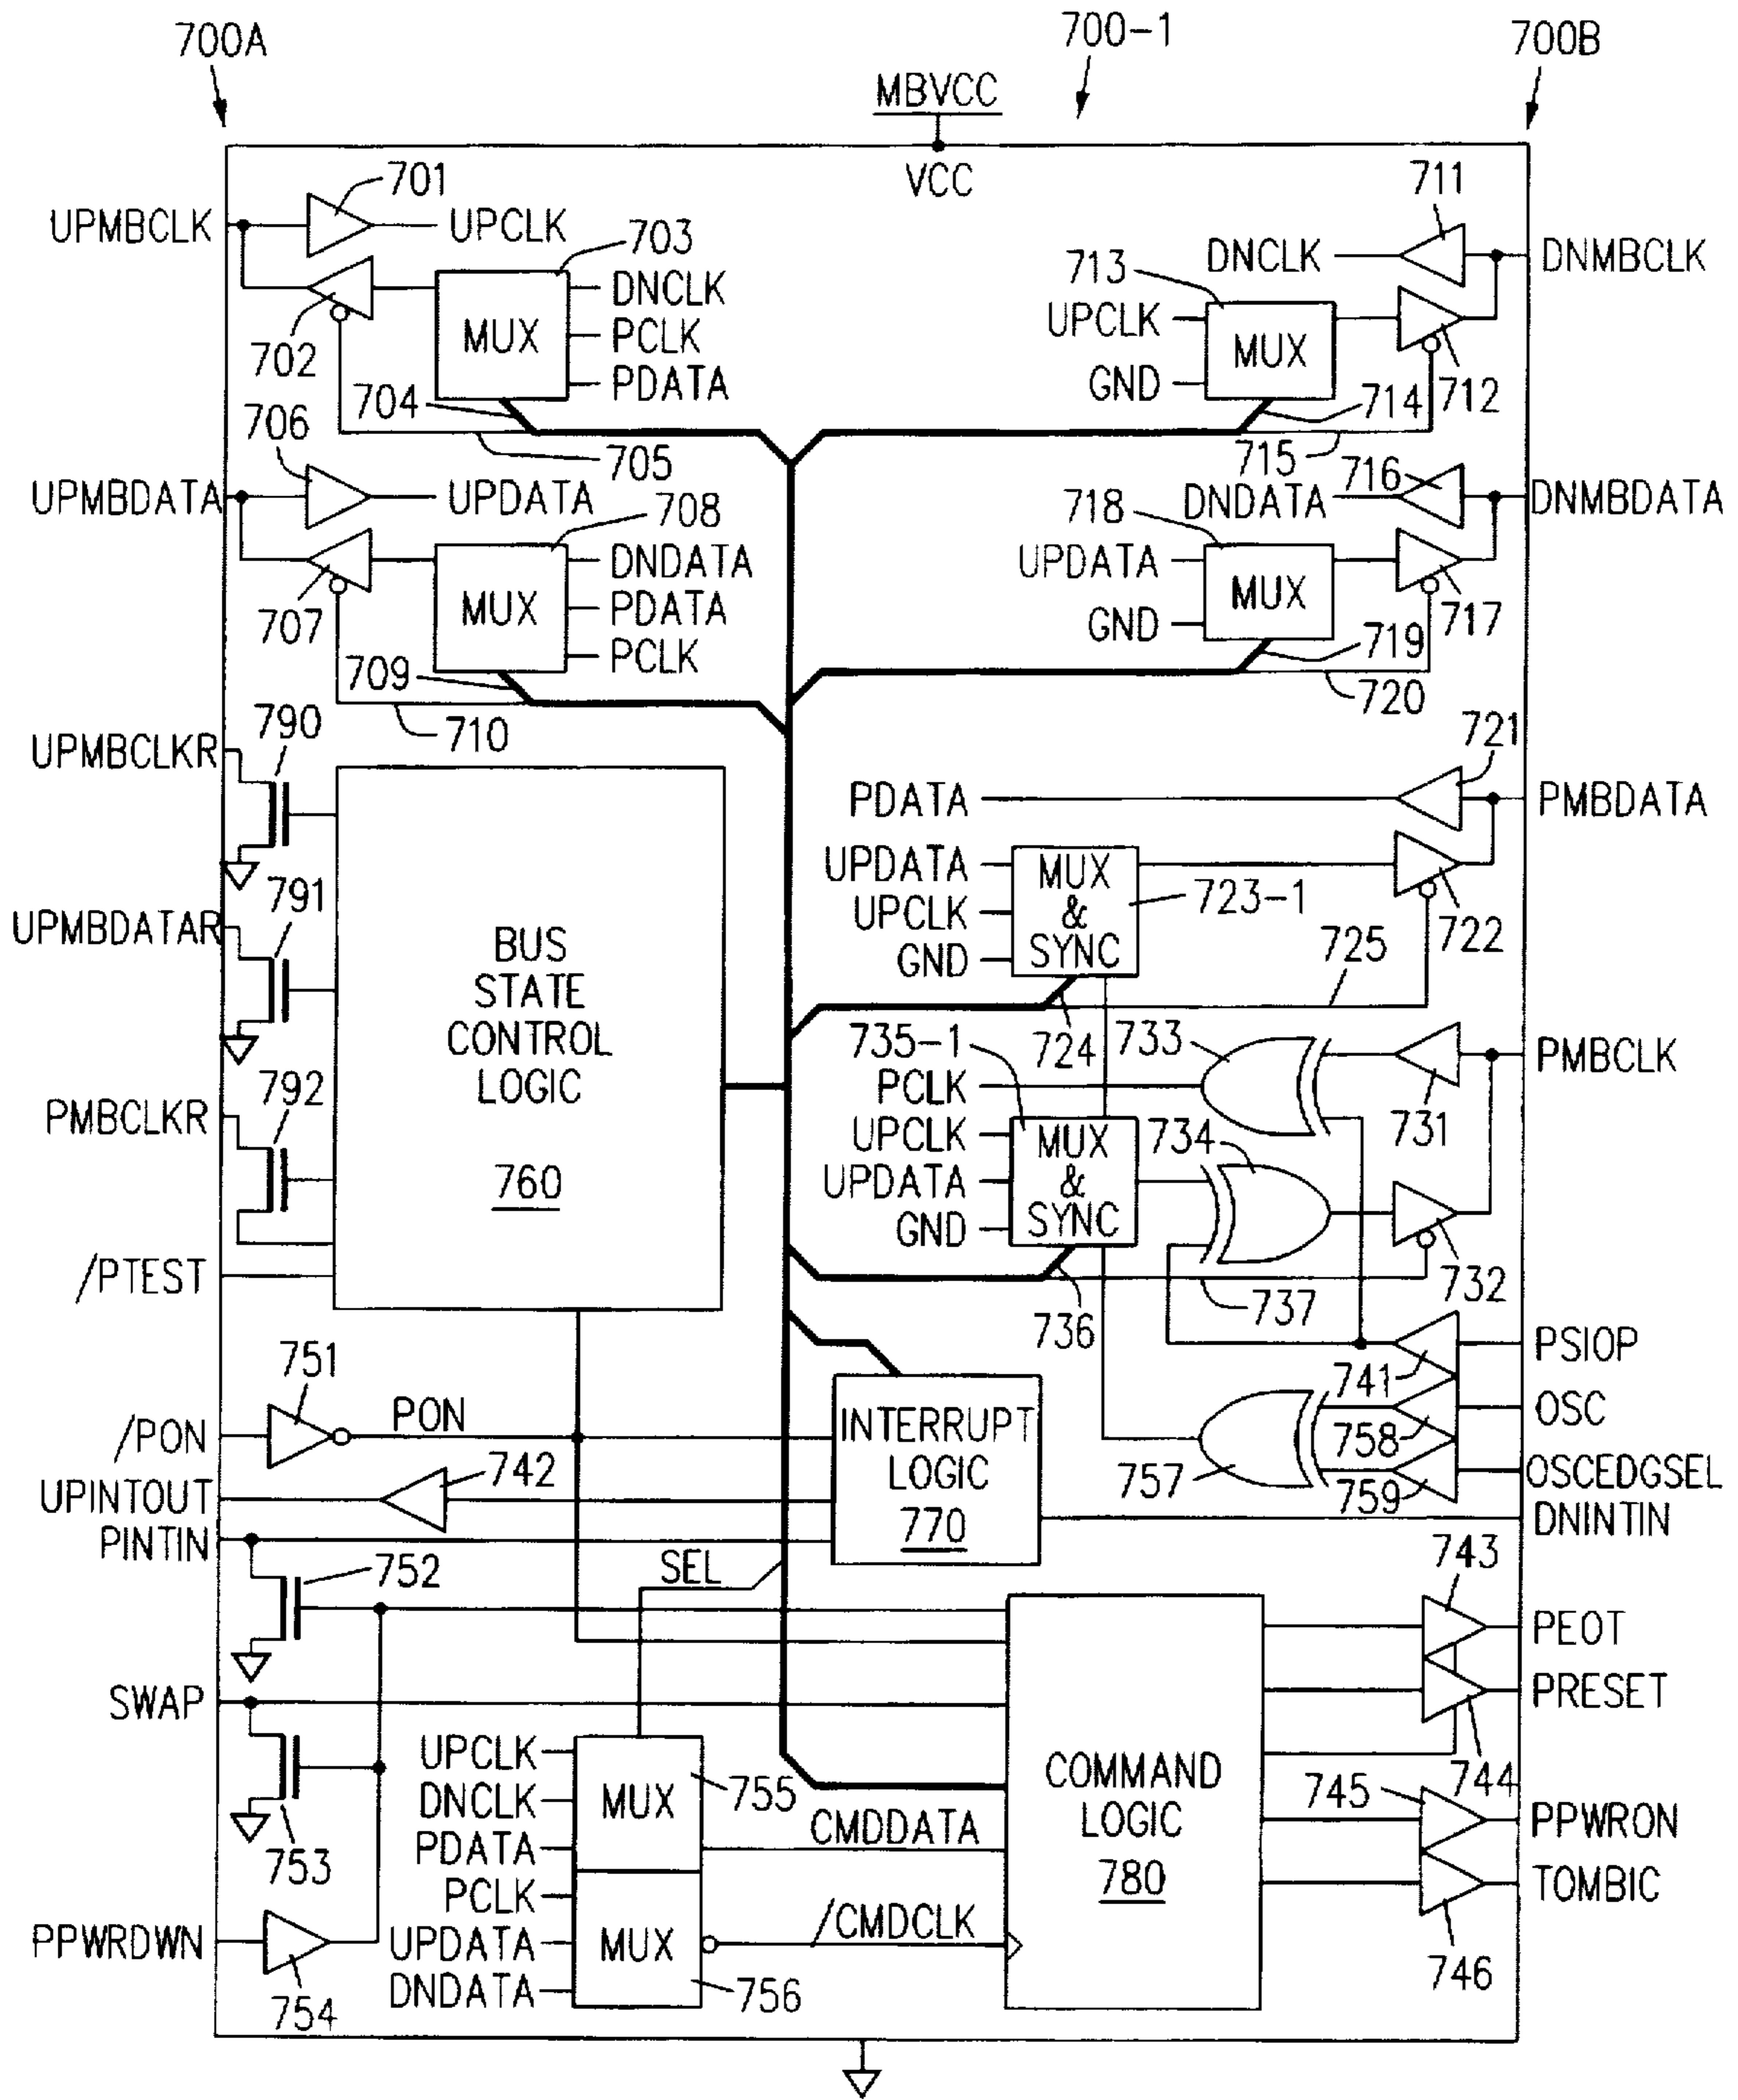 700A
700-1
700B
MBVCC
VCC
701
711
UPMBCLK
UPCLK
703
DNCLK
DNMBCLK
713
DNCLK
MUX
PCLK
PDATA
UPCLK
MUX
GND
702
704
714
712
706
705
715
716
UPMBDATA
UPDATA
708
718
DNDATA
DNMBDATA
DNDATA
MUX
PDATA
PCLK
UPDATA
MUX
GND
707
717
709
719
710
720
790
UPMBCLKR
721
PDATA
PMBDATA
UPDATA
MUX
UPCLK
&
723-1
GND
SYNC
722
791
UPMBDATAR
BUS
STATE
CONTROL
LOGIC
760
725
735-1
724
733
PCLK
PMBCLK
792
PMBCLKR
UPCLK
MUX
734
731
UPDATA
&
GND
SYNC
/PTEST
736
737
732
PSIOP
741
751
/PON
PON
INTERRUPT
LOGIC
770
OSC
758
742
UPINTOUT
757
759
OSCEDGSEL
PINTIN
DNINTIN
SEL
743
752
PEOT
SWAP
PRESET
UPCLK
DNCLK
MUX
755
PDATA
CMDDATA
COMMAND
LOGIC
780
744
745
PPWRON
753
PCLK
TOMBIC
PPWRDWN
UPDATA
MUX
/CMDCLK
DNDATA
756
754
746